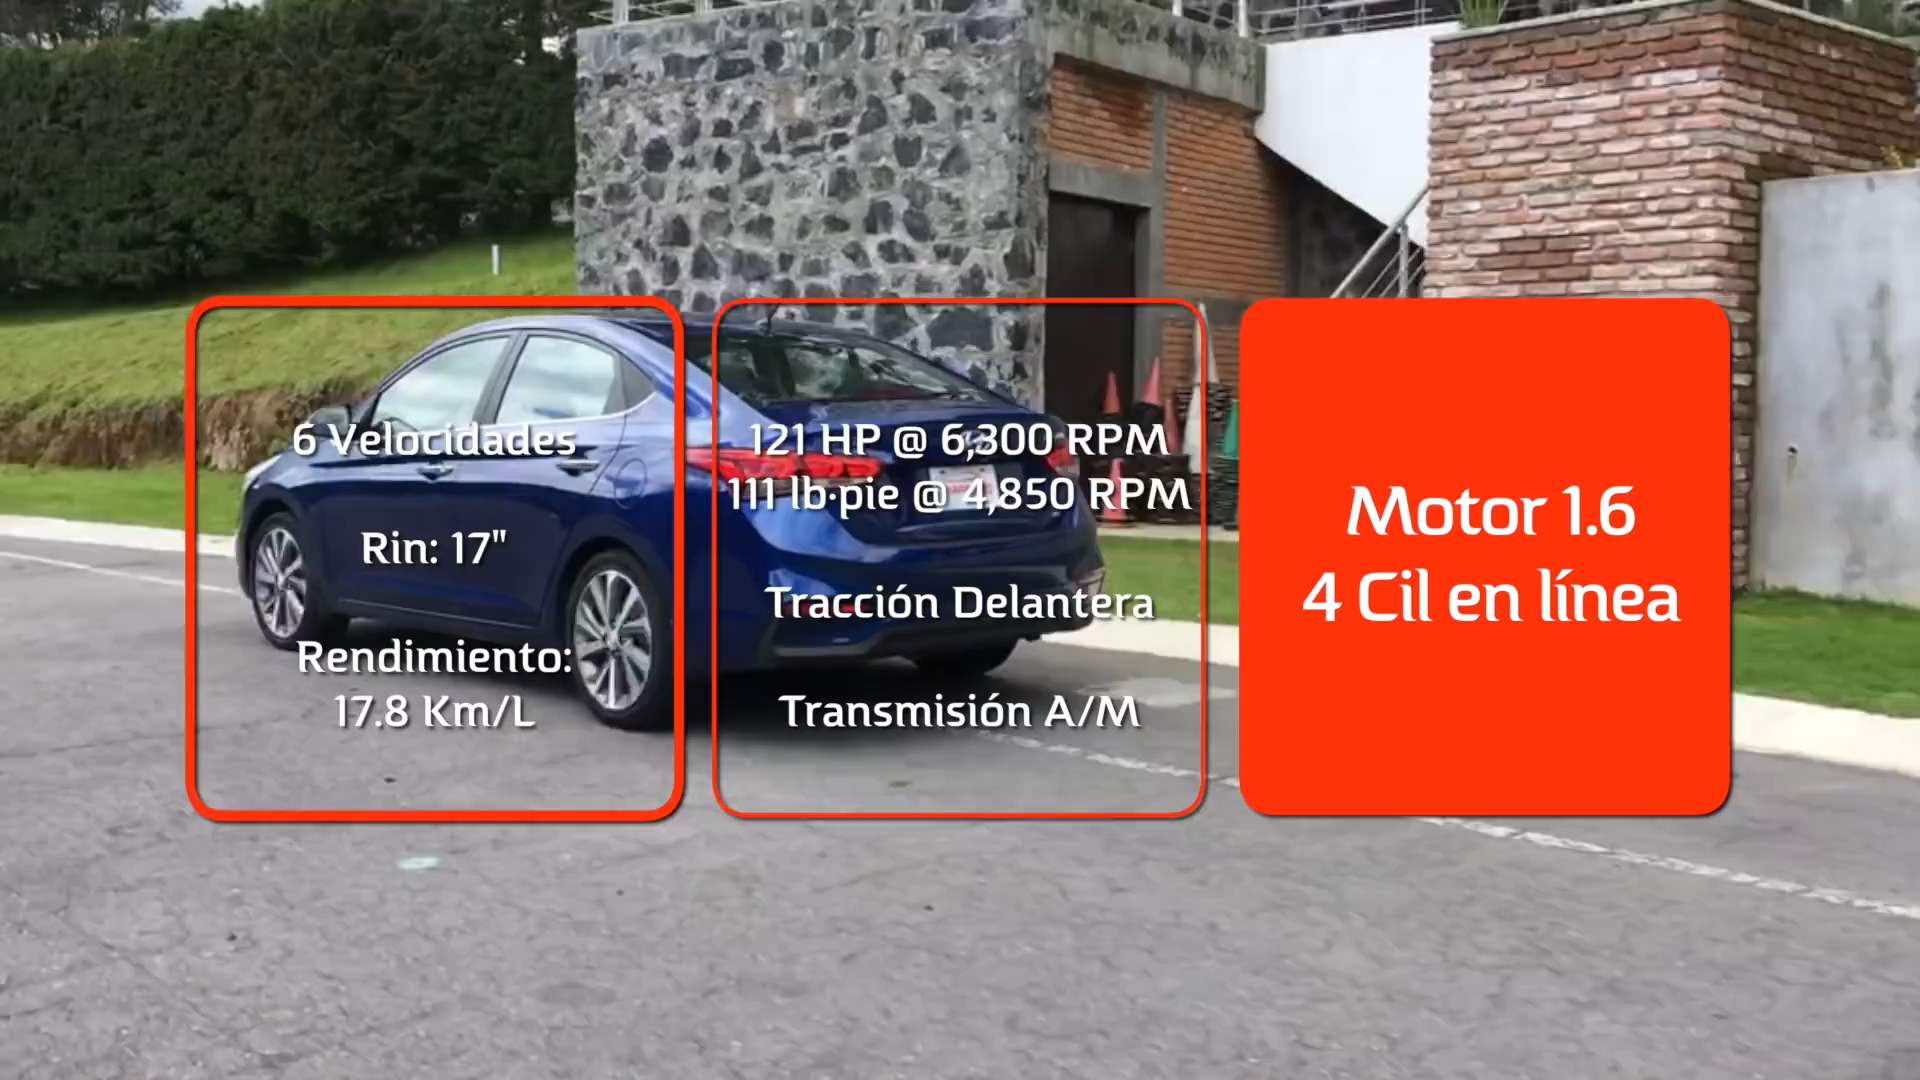 6 Velocidades
Rin: 17"
Rendimiento:
17.8 Km/L
121 HP @ 6,300 RPM
111 lb·pie @ 4,850 RPM
Tracción Delantera
Transmisión A/M
Motor 1.6
4 Cil en línea